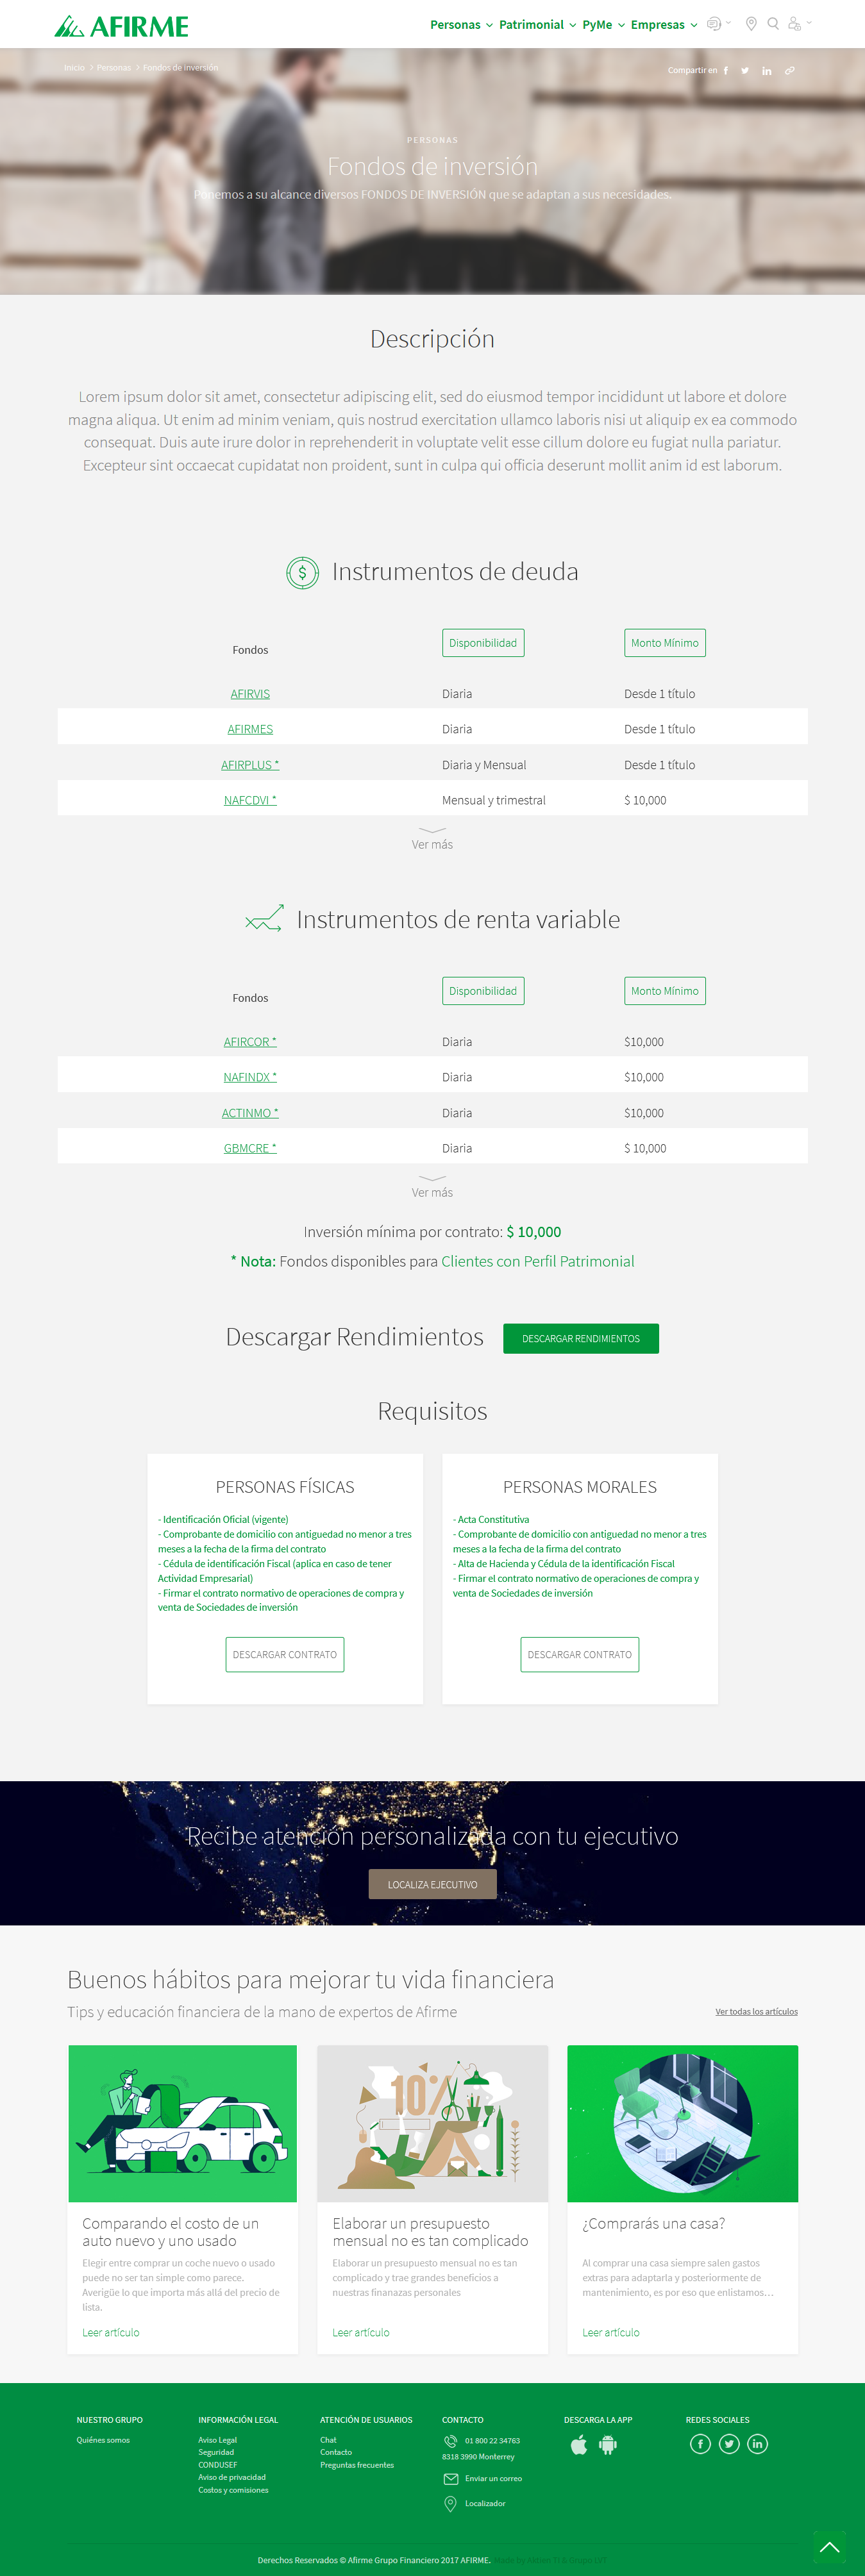 AFIRME
Personas Patrimonial PyMe Empresas
Inicio > Personas > Fondos de inversión
Compartir en
PERSONAS
Fondos de inversión
Ponemos a su alcance diversos FONDOS DE INVERSIÓN que se adaptan a sus necesidades.
Descripción
Lorem ipsum dolor sit amet, consectetur adipiscing elit, sed do eiusmod tempor incididunt ut labore et dolore
magna aliqua. Ut enim ad minim veniam, quis nostrud exercitation ullamco laboris nisi ut aliquip ex ea commodo
consequat. Duis aute irure dolor in reprehenderit in voluptate velit esse cillum dolore eu fugiat nulla pariatur.
Excepteur sint occaecat cupidatat non proident, sunt in culpa qui officia deserunt mollit anim id est laborum.
Instrumentos de deuda
Fondos Disponibilidad Monto Mínimo
AFIRVIS Diaria Desde 1 título
AFIRMES Diaria Desde 1 título
AFIRPLUS * Diaria y Mensual Desde 1 título
NAFCDVI * Mensual y trimestral $ 10,000
Ver más
Instrumentos de renta variable
Fondos Disponibilidad Monto Mínimo
AFIRCOR * Diaria $10,000
NAFINDX * Diaria $10,000
ACTINMO * Diaria $10,000
GBMCRE * Diaria $ 10,000
Ver más
Inversión mínima por contrato: $ 10,000
* Nota: Fondos disponibles para Clientes con Perfil Patrimonial
Descargar Rendimientos DESCARGAR RENDIMIENTOS
Requisitos
PERSONAS FÍSICAS
- Identificación Oficial (vigente)
- Comprobante de domicilio con antiguedad no menor a tres
meses a la fecha de la firma del contrato
- Cédula de identificación Fiscal (aplica en caso de tener
Actividad Empresarial)
- Firmar el contrato normativo de operaciones de compra y
venta de Sociedades de inversión
DESCARGAR CONTRATO
PERSONAS MORALES
- Acta Constitutiva
- Comprobante de domicilio con antiguedad no menor a tres
meses a la fecha de la firma del contrato
- Alta de Hacienda y Cédula de la identificación Fiscal
- Firmar el contrato normativo de operaciones de compra y
venta de Sociedades de inversión
DESCARGAR CONTRATO
Recibe atención personalizada con tu ejecutivo
LOCALIZA EJECUTIVO
Buenos hábitos para mejorar tu vida financiera
Tips y educación financiera de la mano de expertos de Afirme
Ver todas los artículos
10%
Comparando el costo de un
auto nuevo y uno usado
Elegir entre comprar un coche nuevo o usado
puede no ser tan simple como parece.
Averigüe lo que importa más allá del precio de
lista.
Leer artículo
Elaborar un presupuesto
mensual no es tan complicado
Elaborar un presupuesto mensual no es tan
complicado y trae grandes beneficios a
nuestras finanazas personales
Leer artículo
¿Comprarás una casa?
Al comprar una casa siempre salen gastos
extras para adaptarla y posteriormente de
mantenimiento, es por eso que enlistamos...
Leer artículo
NUESTRO GRUPO
Quiénes somos
INFORMACIÓN LEGAL
Aviso Legal
Seguridad
CONDUSEF
Aviso de privacidad
Costos y comisiones
ATENCIÓN DE USUARIOS
Chat
Contacto
Preguntas frecuentes
CONTACTO
01 800 22 34763
8318 3990 Monterrey
Enviar un correo
Localizador
DESCARGA LA APP
REDES SOCIALES
Derechos Reservados © Afirme Grupo Financiero 2017 AFIRME.